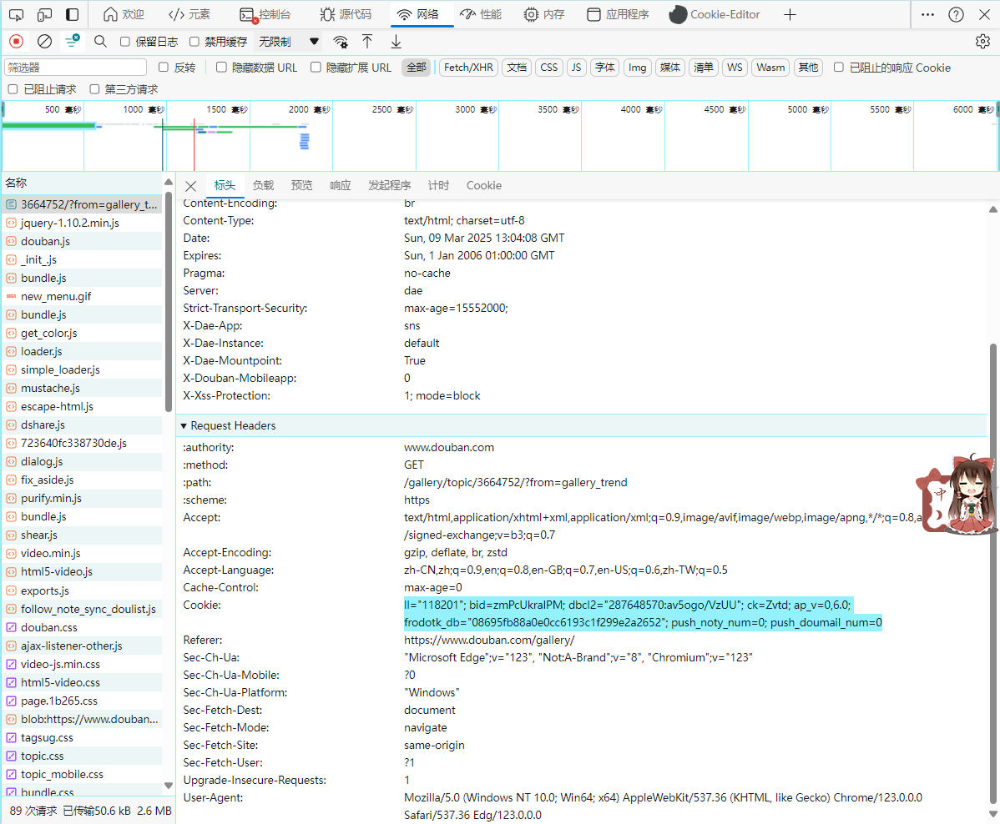 欢迎 元素 控制台 源代码 网络 性能 内存 应用程序 Cookie-Editor
保留日志 禁用缓存 无限制
筛选器 反转 隐藏数据 URL 隐藏扩展 URL 全部 Fetch/XHR 文档 CSS JS 字体 Img 媒体 清单 WS Wasm 其他 已阻止的响应 Cookie
已阻止请求 第三方请求
500 毫秒 1000 毫秒 1500 毫秒 2000 毫秒 2500 毫秒 3000 毫秒 3500 毫秒 4000 毫秒 4500 毫秒 5000 毫秒 5500 毫秒 6000 毫秒
名称
3664752/?from=gallery_t...
jquery-1.10.2.min.js
douban.js
_init_.js
bundle.js
new_menu.gif
bundle.js
get_color.js
loader.js
simple_loader.js
mustache.js
escape-html.js
dshare.js
723640fc338730de.js
dialog.js
fix_aside.js
purify.min.js
bundle.js
shear.js
video.min.js
html5-video.js
exports.js
follow_note_sync_doulist.js
douban.css
ajax-listener-other.js
video-js.min.css
html5-video.css
page.1b265.css
blob:https://www.douban...
tagsug.css
topic.css
topic_mobile.css
bundle.css
89 次请求 已传输50.6 kB 2.6 MB
标头 负载 预览 响应 发起程序 计时 Cookie
Content-Encoding: br
Content-Type: text/html; charset=utf-8
Date: Sun, 09 Mar 2025 13:04:08 GMT
Expires: Sun, 1 Jan 2006 01:00:00 GMT
Pragma: no-cache
Server: dae
Strict-Transport-Security: max-age=15552000;
X-Dae-App: sns
X-Dae-Instance: default
X-Dae-Mountpoint: True
X-Douban-Mobileapp: 0
X-Xss-Protection: 1; mode=block
Request Headers
:authority: www.douban.com
:method: GET
:path: /gallery/topic/3664752/?from=gallery_trend
:scheme: https
Accept: text/html,application/xhtml+xml,application/xml;q=0.9,image/avif,image/webp,image/apng,*/*;q=0.8,a
/signed-exchange;v=b3;q=0.7
Accept-Encoding: gzip, deflate, br, zstd
Accept-Language: zh-CN,zh;q=0.9,en;q=0.8,en-GB;q=0.7,en-US;q=0.6,zh-TW;q=0.5
Cache-Control: max-age=0
Cookie: ll="118201"; bid=zmPcUkraIPM; dbcl2="287648570:av5ogo/VzUU"; ck=Zvtd; ap_v=0,6.0;
frodotk_db="08695fb88a0e0cc6193c1f299e2a2652"; push_noty_num=0; push_doumail_num=0
Referer: https://www.douban.com/gallery/
Sec-Ch-Ua: "Microsoft Edge";v="123", "Not:A-Brand";v="8", "Chromium";v="123"
Sec-Ch-Ua-Mobile: ?0
Sec-Ch-Ua-Platform: "Windows"
Sec-Fetch-Dest: document
Sec-Fetch-Mode: navigate
Sec-Fetch-Site: same-origin
Sec-Fetch-User: ?1
Upgrade-Insecure-Requests: 1
User-Agent: Mozilla/5.0 (Windows NT 10.0; Win64; x64) AppleWebKit/537.36 (KHTML, like Gecko) Chrome/123.0.0.0
Safari/537.36 Edg/123.0.0.0
中